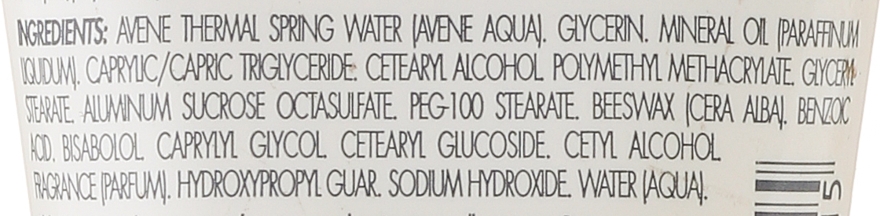 INGREDIENTS: AVENE THERMAL SPRING WATER (AVENE AQUA). GLYCERIN. MINERAL OIL (PARAFFINUM
LIQUIDUM). CAPRYLIC/CAPRIC TRIGLYCERIDE. CETEARYL ALCOHOL. POLYMETHYL METHACRYLATE. GLYCERYL
STEARATE. ALUMINUM SUCROSE OCTASULFATE. PEG-100 STEARATE. BEESWAX (CERA ALBA). BENZOIC
ACID. BISABOLOL. CAPRYLYL GLYCOL. CETEARYL GLUCOSIDE. CETYL ALCOHOL.
FRAGRANCE (PARFUM). HYDROXYPROPYL GUAR. SODIUM HYDROXIDE. WATER (AQUA).
15